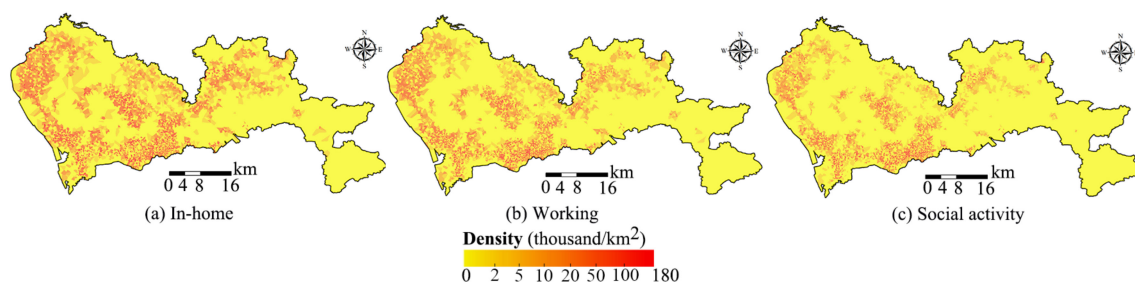 N
W E
S
N
W E
S
N
W E
S
km
0 4 8 16
km
0 4 8 16
km
0 4 8 16
(a) In-home
(b) Working
(c) Social activity
Density (thousand/km²)
0 2 5 10 20 50 100 180